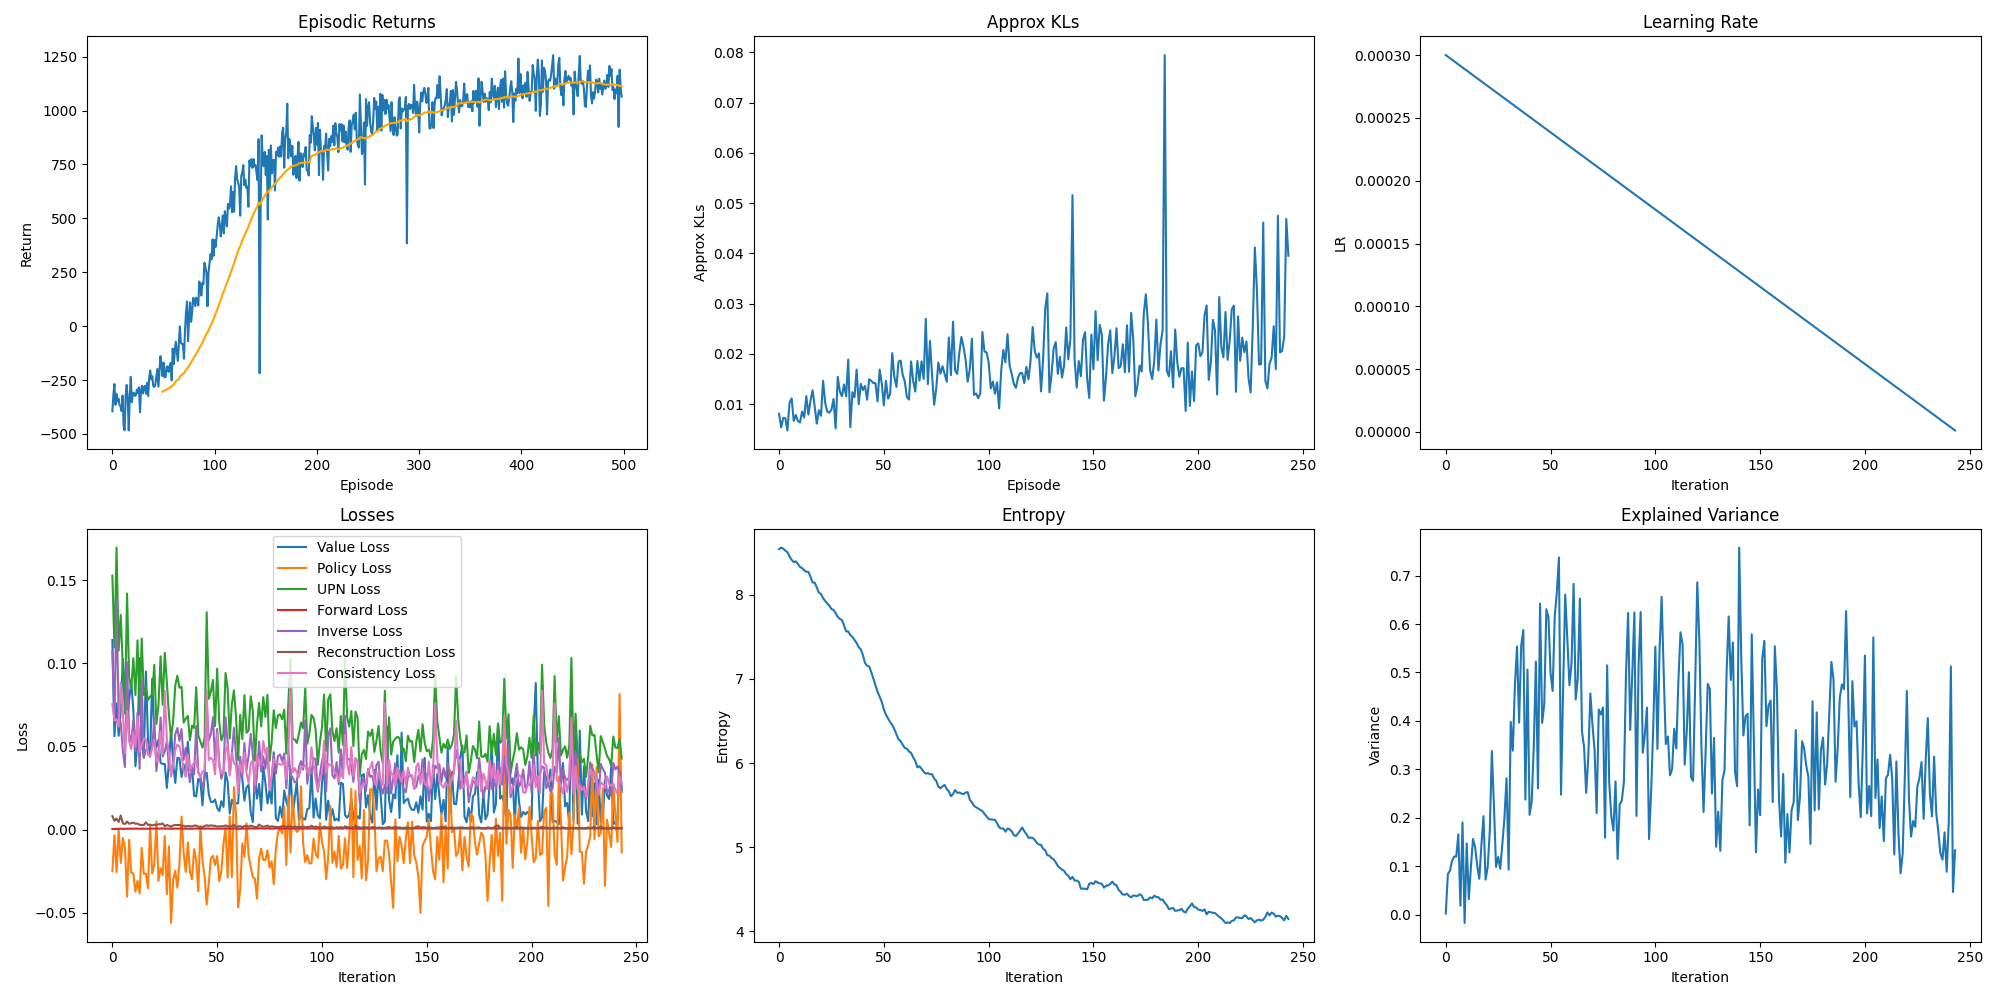 Episodic Returns
1250
1000
750
500
250
0
−250
−500
Return
0 100 200 300 400 500
Episode
Approx KLs
0.08
0.07
0.06
0.05
0.04
0.03
0.02
0.01
Approx KLs
0 50 100 150 200 250
Episode
Learning Rate
0.00030
0.00025
0.00020
0.00015
0.00010
0.00005
0.00000
LR
0 50 100 150 200 250
Iteration
Losses
0.15
0.10
0.05
0.00
−0.05
Loss
Value Loss
Policy Loss
UPN Loss
Forward Loss
Inverse Loss
Reconstruction Loss
Consistency Loss
0 50 100 150 200 250
Iteration
Entropy
8
7
6
5
4
Entropy
0 50 100 150 200 250
Iteration
Explained Variance
0.7
0.6
0.5
0.4
0.3
0.2
0.1
0.0
Variance
0 50 100 150 200 250
Iteration